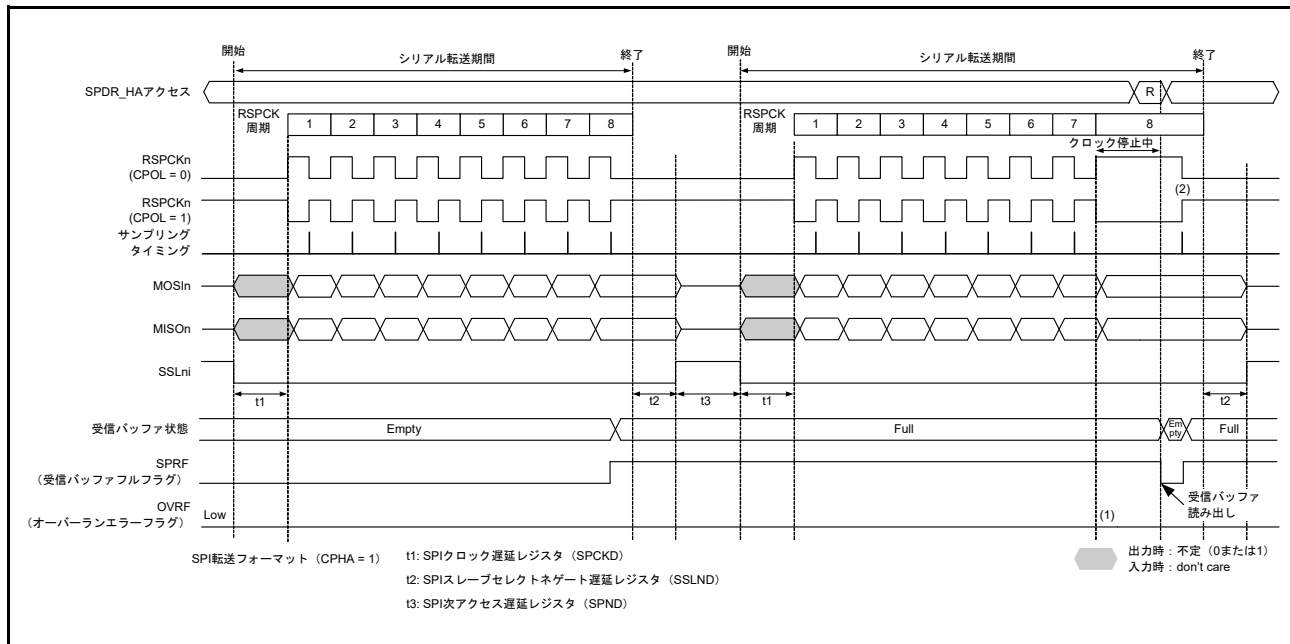 開始
シリアル転送期間
終了
開始
シリアル転送期間
終了
SPDR_HAアクセス
R
RSPCK
周期
1 2 3 4 5 6 7 8
RSPCK
周期
1 2 3 4 5 6 7 8
クロック停止中
RSPCKn
(CPOL = 0)
(2)
RSPCKn
(CPOL = 1)
サンプリング
タイミング
MOSIn
MISOn
SSLni
t1
t2
t3
t1
t2
受信バッファ状態
Empty
Full
Em
pty
Full
SPRF
(受信バッファフルフラグ)
受信バッファ
読み出し
OVRF
(オーバーランエラーフラグ)
Low
(1)
SPI転送フォーマット(CPHA = 1)
t1: SPIクロック遅延レジスタ(SPCKD)
t2: SPIスレーブセレクトネゲート遅延レジスタ(SSLND)
t3: SPI次アクセス遅延レジスタ(SPND)
出力時:不定(0または1)
入力時:don't care